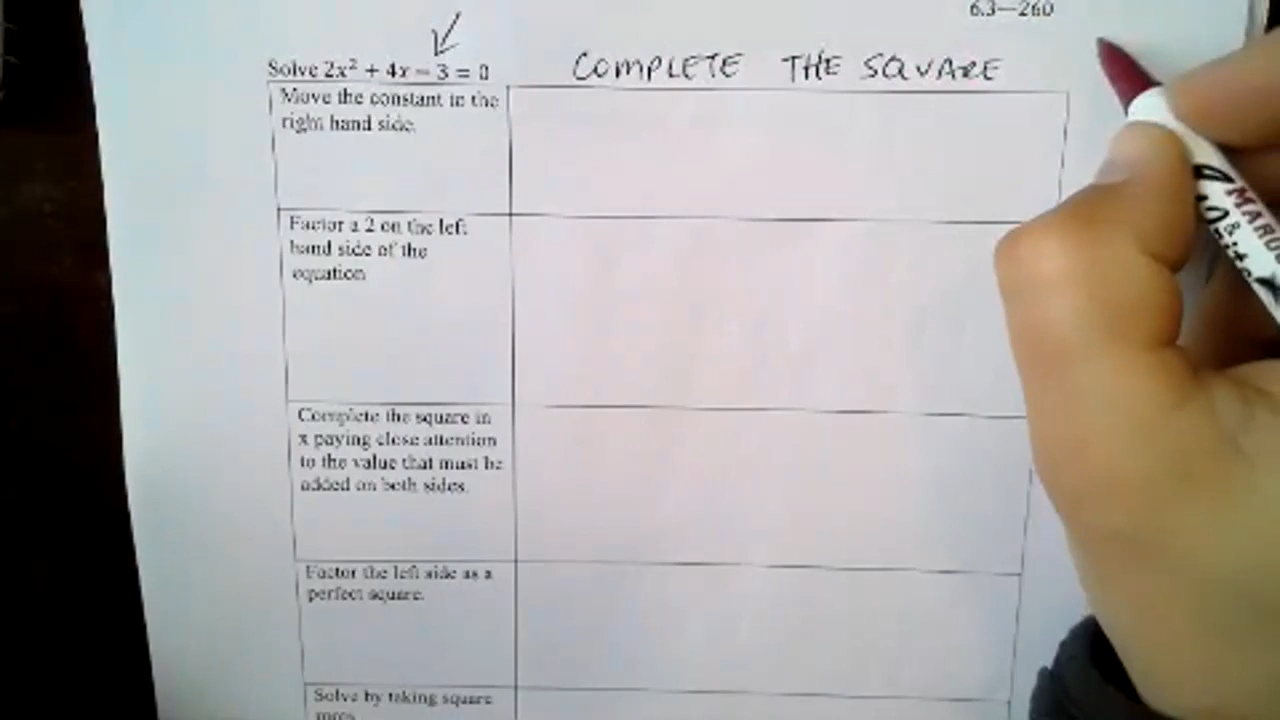 6.3—260
Solve 2x² + 4x − 3 = 0
COMPLETE THE SQUARE
Move the constant to the
right hand side.
Factor a 2 on the left
hand side of the
equation
Complete the square in
x paying close attention
to the value that must be
added on both sides.
Factor the left side as a
perfect square.
Solve by taking square